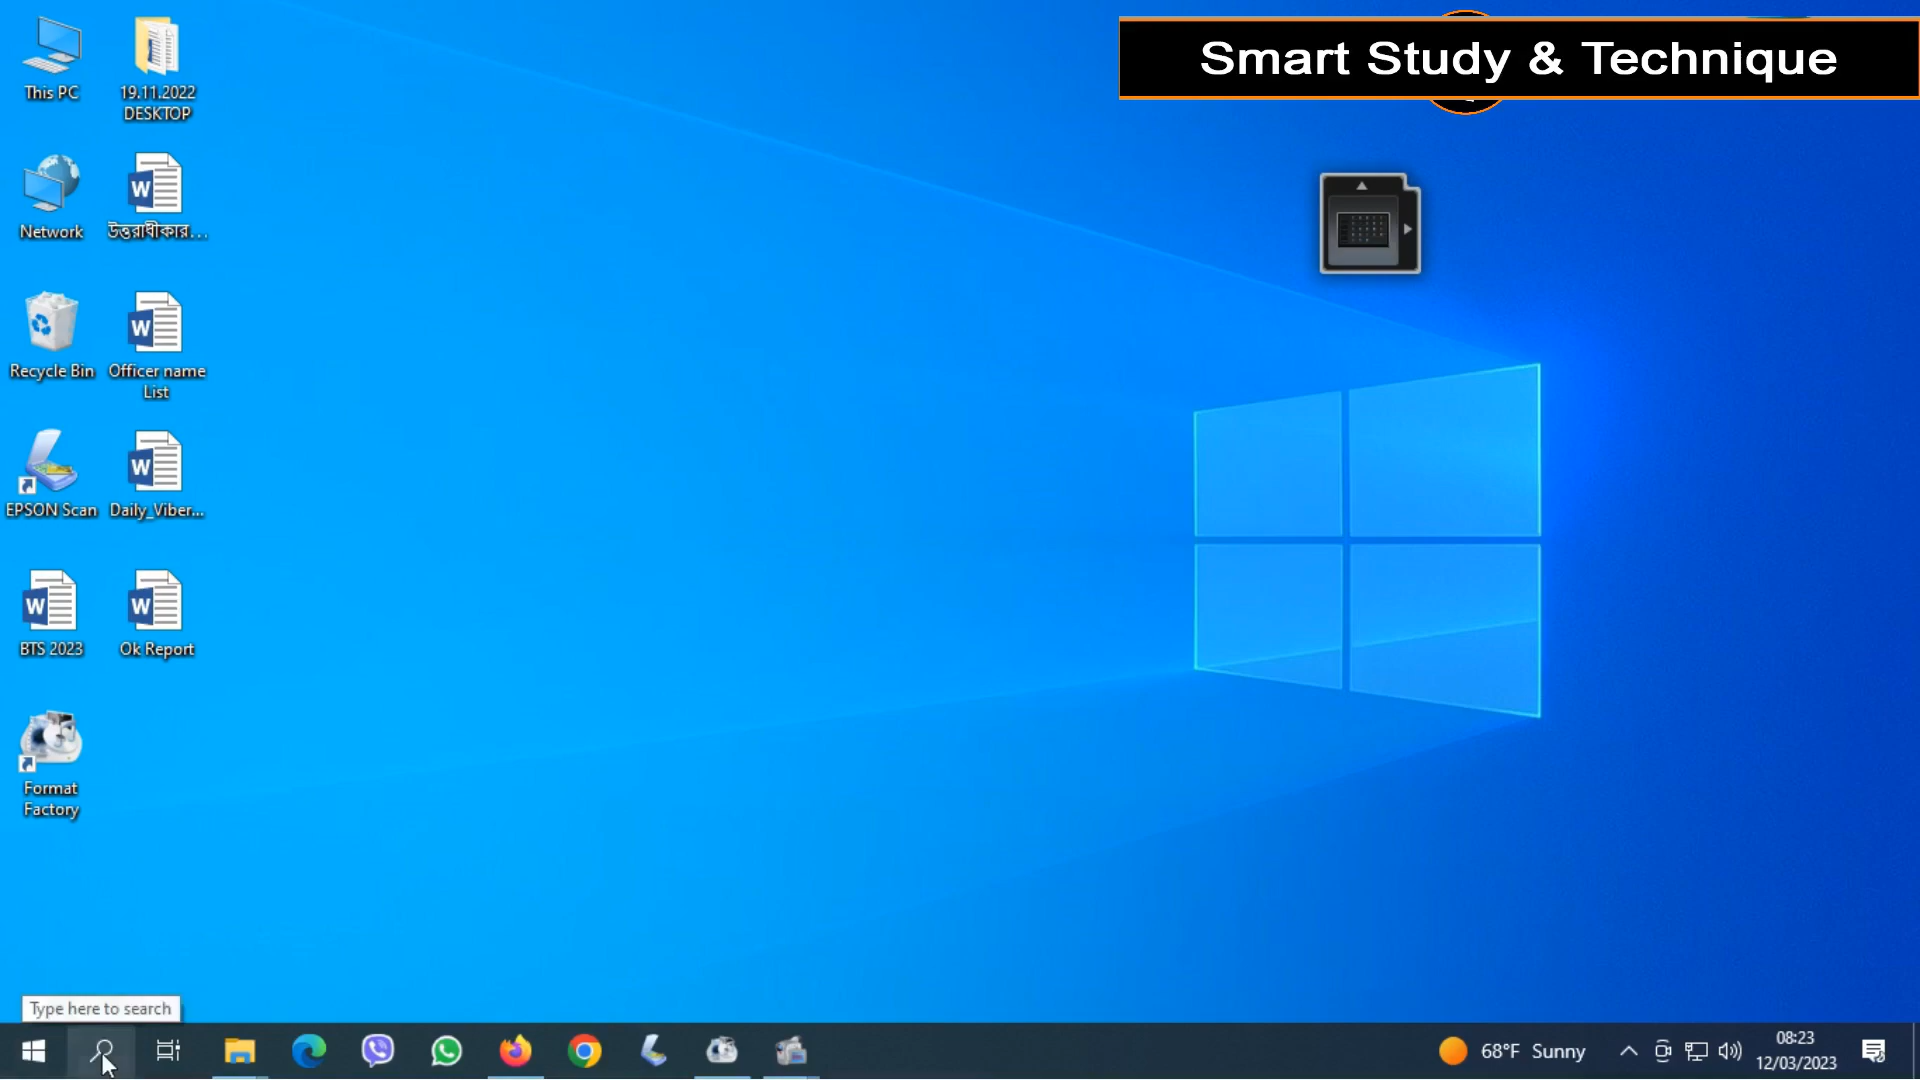 Smart Study & Technique
This PC
19.11.2022
DESKTOP
Network
উত্তরাধীকার...
Recycle Bin
Officer name
List
EPSON Scan
Daily_Viber...
BTS 2023
Ok Report
Format
Factory
Type here to search
68°F Sunny
08:23
12/03/2023